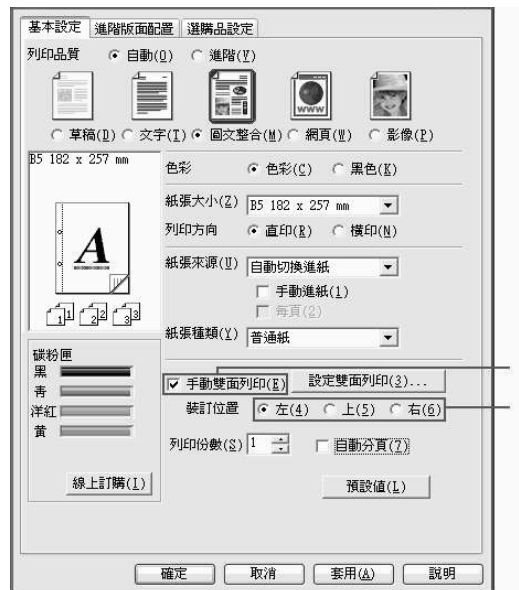 基本設定 進階版面配置 選購品設定
列印品質 自動(O) 進階(V)
WWW
草稿(D) 文字(T) 圖文整合(M) 網頁(W) 影像(P)
B5 182 x 257 mm
色彩 色彩(C) 黑色(K)
紙張大小(Z) B5 182 x 257 mm
列印方向 直印(R) 橫印(N)
A
紙張來源(U) 自動切換進紙
手動進紙(1)
每頁(2)
1 1 2 2 3 3
紙張種類(Y) 普通紙
碳粉匣
黑
青
洋紅
黃
手動雙面列印(E) 設定雙面列印(3)...
裝訂位置 左(4) 上(5) 右(6)
列印份數(S) 1 自動分頁(7)
線上訂購(I) 預設值(L)
確定 取消 套用(A) 說明